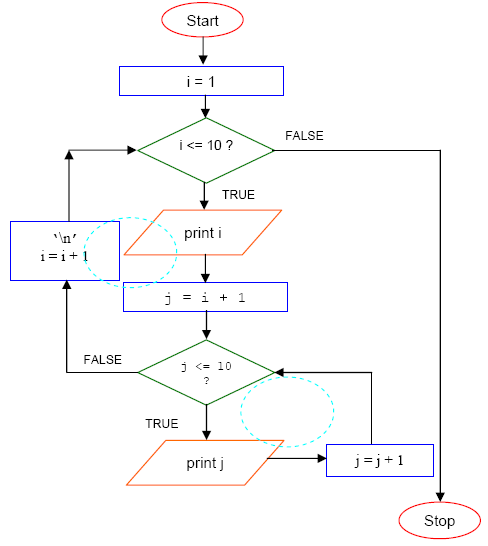 Start
i = 1
i <= 10 ?
FALSE
TRUE
'\n'
i = i + 1
print i
j = i + 1
FALSE
j <= 10
?
TRUE
print j
j = j + 1
Stop